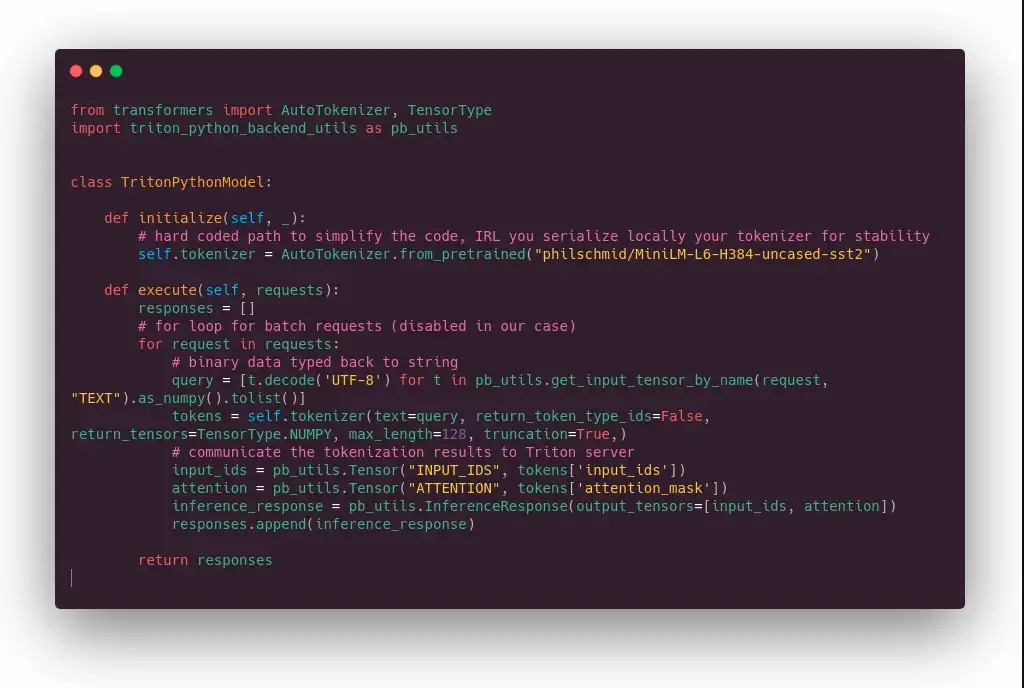 from transformers import AutoTokenizer, TensorType
import triton_python_backend_utils as pb_utils


class TritonPythonModel:

    def initialize(self, _):
        # hard coded path to simplify the code, IRL you serialize locally your tokenizer for stability
        self.tokenizer = AutoTokenizer.from_pretrained("philschmid/MiniLM-L6-H384-uncased-sst2")

    def execute(self, requests):
        responses = []
        # for loop for batch requests (disabled in our case)
        for request in requests:
            # binary data typed back to string
            query = [t.decode('UTF-8') for t in pb_utils.get_input_tensor_by_name(request,
"TEXT").as_numpy().tolist()]
            tokens = self.tokenizer(text=query, return_token_type_ids=False,
return_tensors=TensorType.NUMPY, max_length=128, truncation=True,)
            # communicate the tokenization results to Triton server
            input_ids = pb_utils.Tensor("INPUT_IDS", tokens['input_ids'])
            attention = pb_utils.Tensor("ATTENTION", tokens['attention_mask'])
            inference_response = pb_utils.InferenceResponse(output_tensors=[input_ids, attention])
            responses.append(inference_response)

        return responses